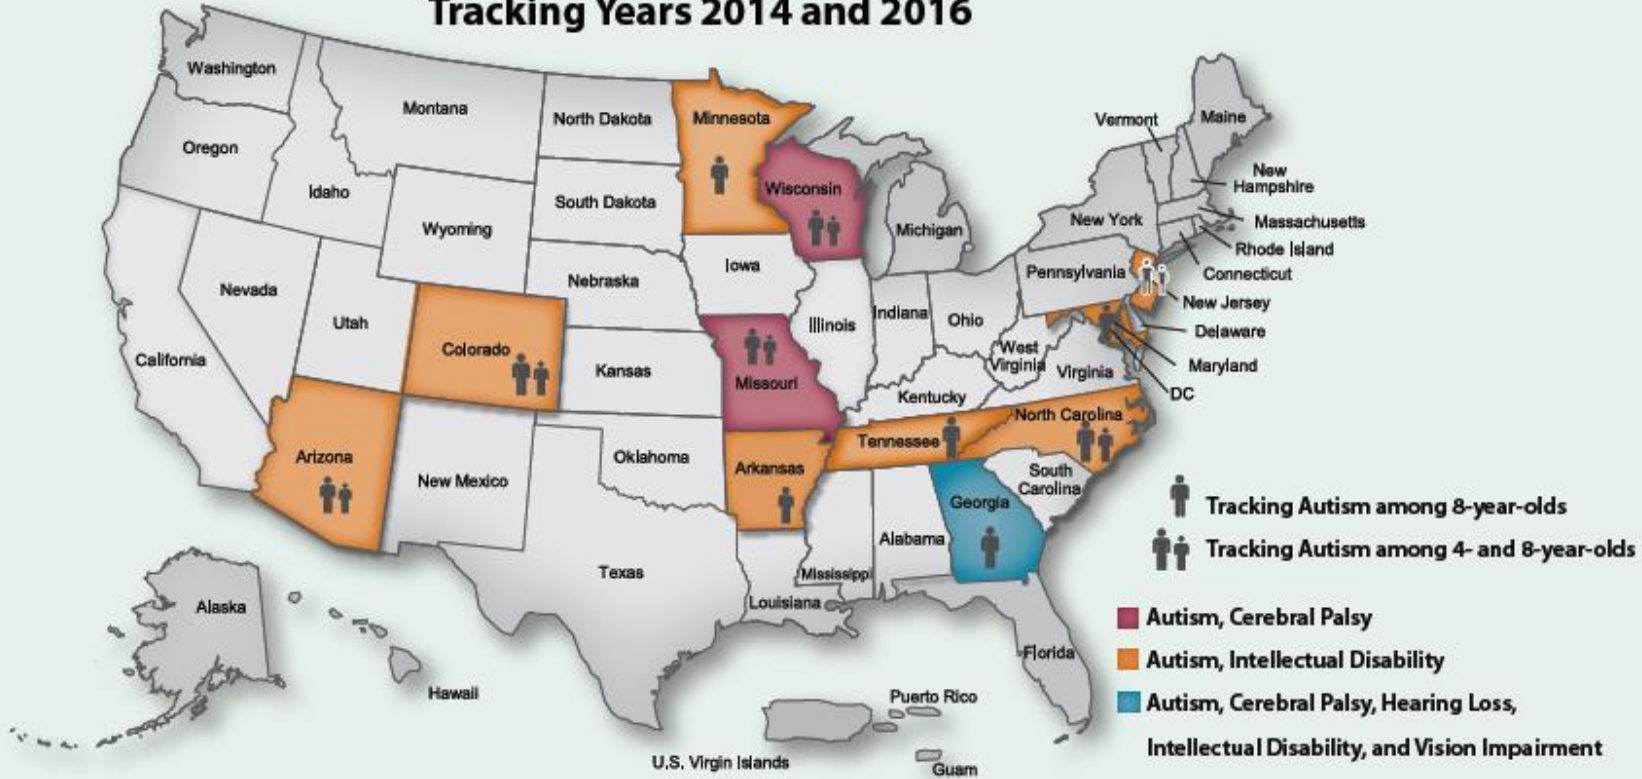 Tracking Years 2014 and 2016
Washington
Montana
North Dakota
Minnesota
Vermont
Maine
Oregon
Idaho
Wyoming
South Dakota
Wisconsin
Michigan
New York
New
Hampshire
Massachusetts
Rhode Island
Connecticut
Nevada
Utah
Nebraska
Iowa
Illinois
Indiana
Ohio
Pennsylvania
New Jersey
Delaware
Maryland
DC
California
Colorado
Kansas
Missouri
Kentucky
West
Virginia
Virginia
Arizona
New Mexico
Oklahoma
Arkansas
Tennessee
North Carolina
South
Carolina
Georgia
Alabama
Mississippi
Texas
Louisiana
Florida
Alaska
Hawaii
Puerto Rico
U.S. Virgin Islands
Guam
Tracking Autism among 8-year-olds
Tracking Autism among 4- and 8-year-olds
Autism, Cerebral Palsy
Autism, Intellectual Disability
Autism, Cerebral Palsy, Hearing Loss,
Intellectual Disability, and Vision Impairment